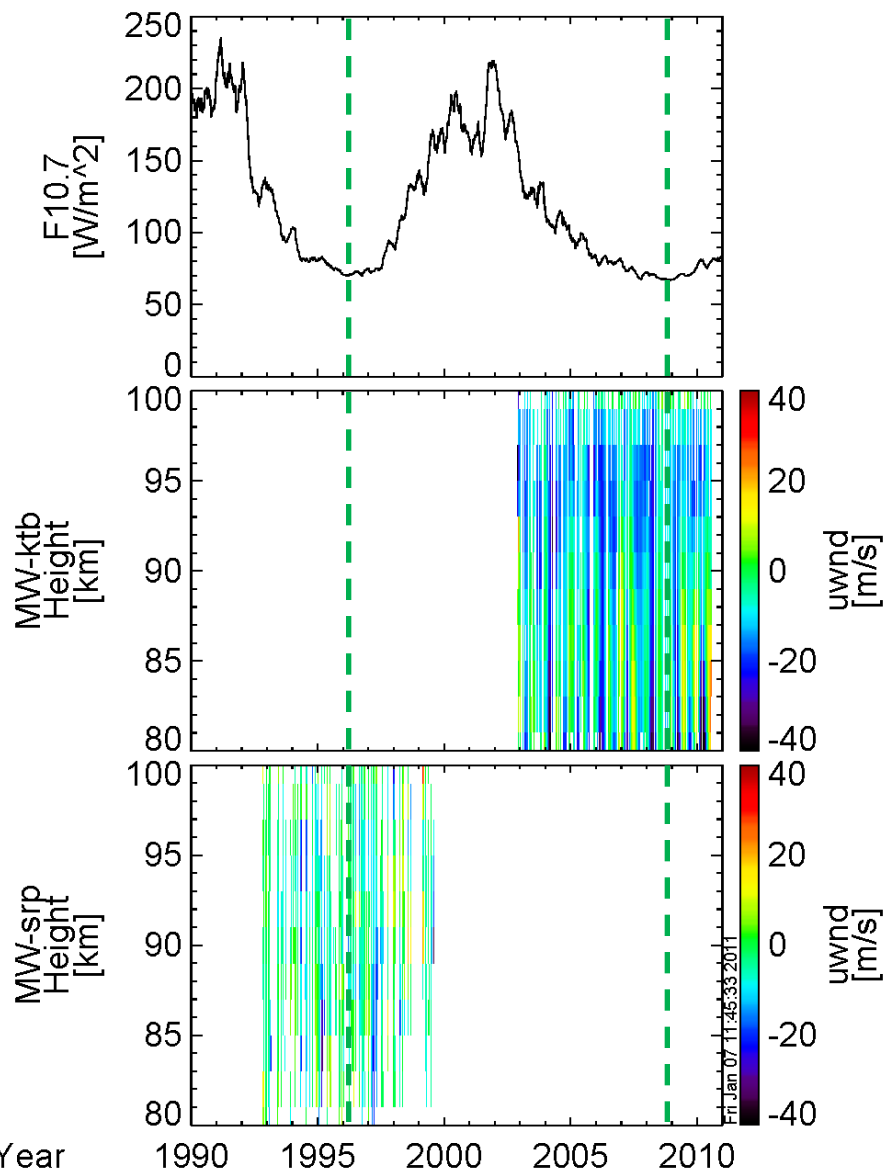 250
200
150
100
50
0
F10.7
[W/m^2]
100
95
90
85
80
MW-ktb
Height
[km]
40
20
0
-20
-40
uwnd
[m/s]
100
95
90
85
80
MW-srp
Height
[km]
40
20
0
-20
-40
uwnd
[m/s]
Fri Jan 07 11:45:33 2011
Year 1990 1995 2000 2005 2010